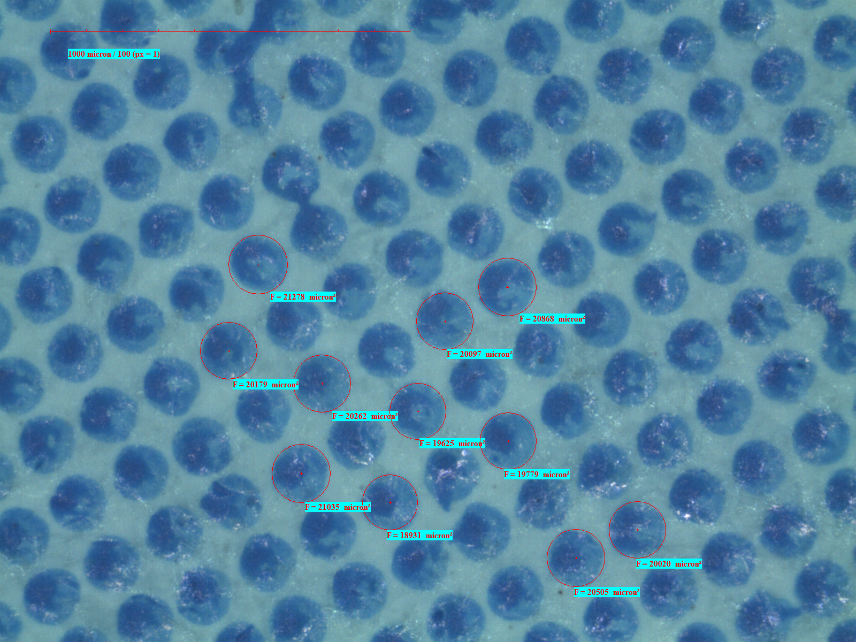 1000 micron / 100 (px = 1)
F = 21278 micron²
F = 20868 micron²
F = 20097 micron²
F = 20179 micron²
F = 20262 micron²
F = 19625 micron²
F = 19779 micron²
F = 21035 micron²
F = 18931 micron²
F = 20020 micron²
F = 20505 micron²